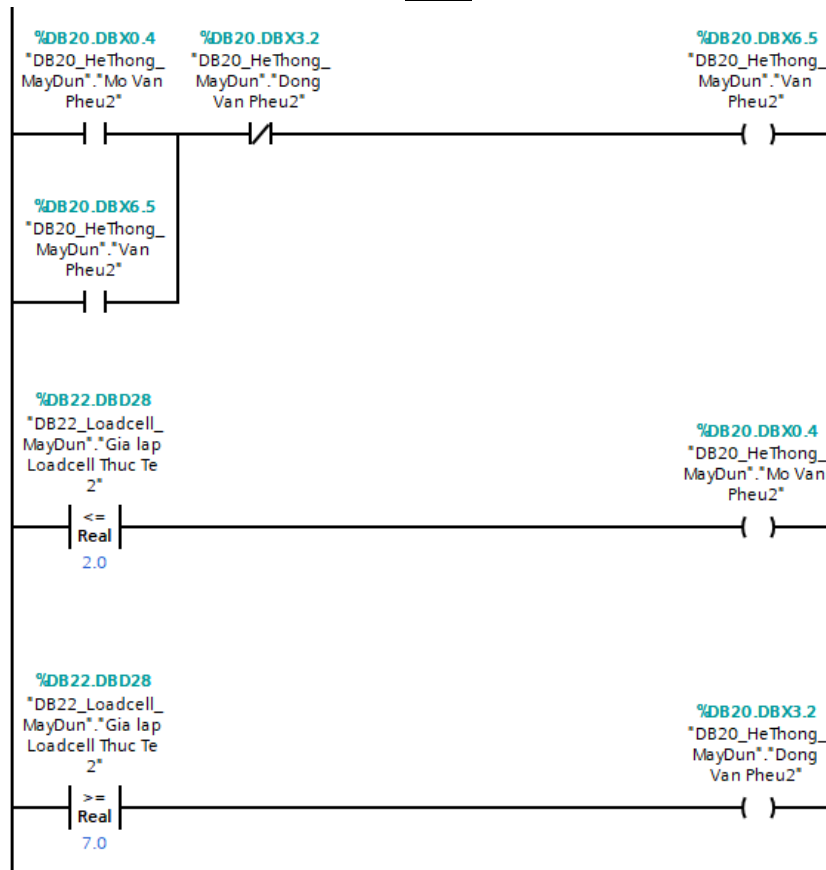 %DB20.DBX0.4
"DB20_HeThong_
MayDun"."Mo Van
Pheu2"
%DB20.DBX3.2
"DB20_HeThong_
MayDun"."Dong
Van Pheu2"
%DB20.DBX6.5
"DB20_HeThong_
MayDun"."Van
Pheu2"
%DB20.DBX6.5
"DB20_HeThong_
MayDun"."Van
Pheu2"
%DB22.DBD28
"DB22_Loadcell_
MayDun"."Gia lap
Loadcell Thuc Te
2"
<=
Real
2.0
%DB20.DBX0.4
"DB20_HeThong_
MayDun"."Mo Van
Pheu2"
%DB22.DBD28
"DB22_Loadcell_
MayDun"."Gia lap
Loadcell Thuc Te
2"
>=
Real
7.0
%DB20.DBX3.2
"DB20_HeThong_
MayDun"."Dong
Van Pheu2"